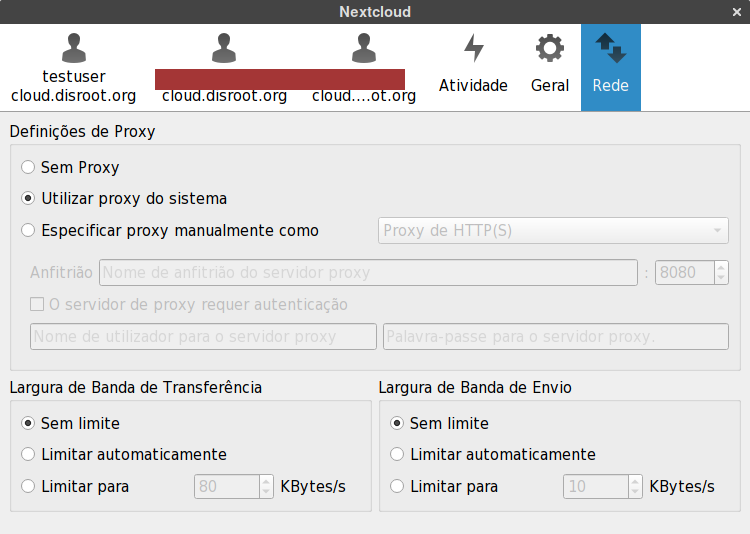 Nextcloud
testuser
cloud.disroot.org
cloud.disroot.org
cloud....ot.org
Atividade
Geral
Rede
Definições de Proxy
Sem Proxy
Utilizar proxy do sistema
Especificar proxy manualmente como Proxy de HTTP(S)
Anfitrião Nome de anfitrião do servidor proxy : 8080
O servidor de proxy requer autenticação
Nome de utilizador para o servidor proxy Palavra-passe para o servidor proxy.
Largura de Banda de Transferência
Sem limite
Limitar automaticamente
Limitar para 80 KBytes/s
Largura de Banda de Envio
Sem limite
Limitar automaticamente
Limitar para 10 KBytes/s